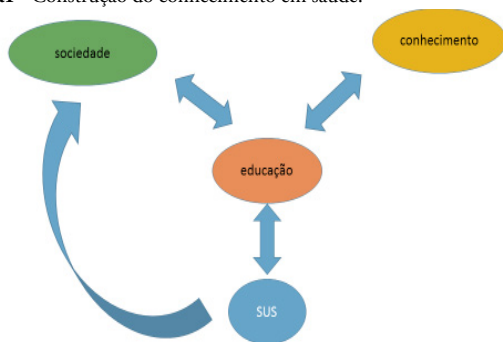 Construção do conhecimento em saúde.
sociedade
conhecimento
educação
SUS